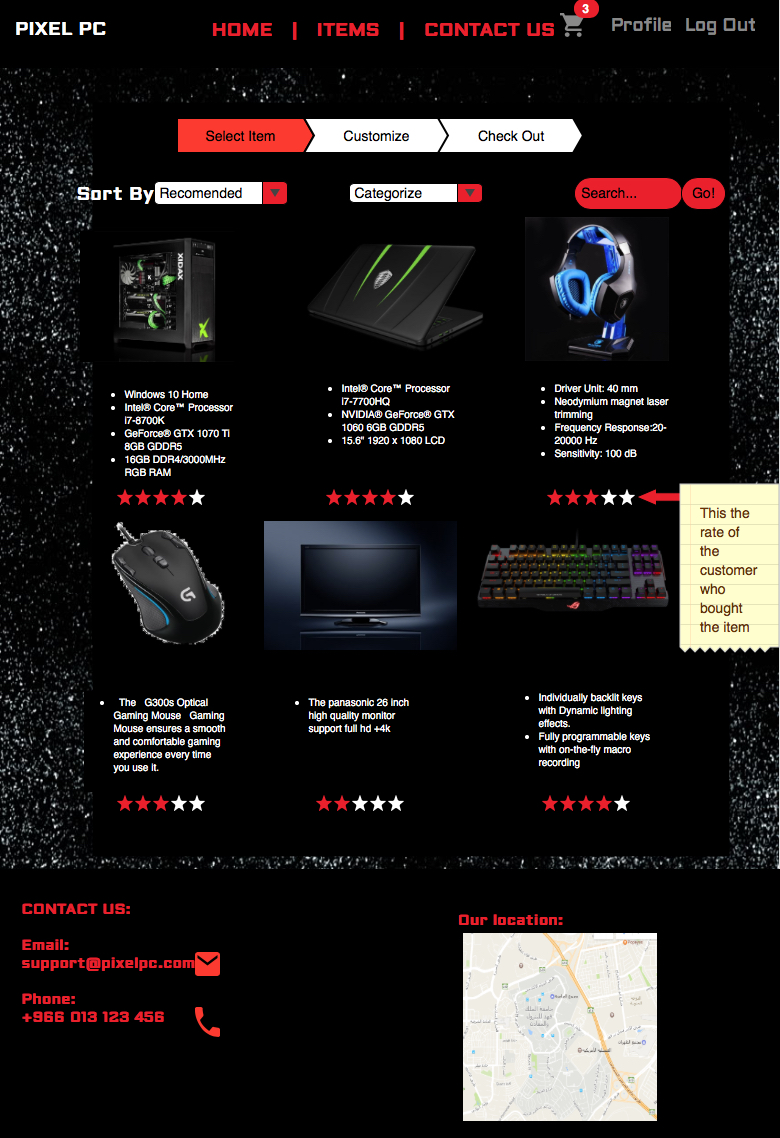 PIXEL PC
HOME | ITEMS | CONTACT US
3
Profile Log Out
Select Item
Customize
Check Out
Sort By
Recomended
Categorize
Search...
Go!
XIDAX
X
Windows 10 Home
Intel® Core™ Processor
i7-8700K
GeForce® GTX 1070 Ti
8GB GDDR5
16GB DDR4/3000MHz
RGB RAM
Intel® Core™ Processor
i7-7700HQ
NVIDIA® GeForce® GTX
1060 6GB GDDR5
15.6" 1920 x 1080 LCD
Driver Unit: 40 mm
Neodymium magnet laser
trimming
Frequency Response:20-
20000 Hz
Sensitivity: 100 dB
This the
rate of
the
customer
who
bought
the item
The G300s Optical
Gaming Mouse Gaming
Mouse ensures a smooth
and comfortable gaming
experience every time
you use it.
The panasonic 26 inch
high quality monitor
support full hd +4k
Individually backlit keys
with Dynamic lighting
effects.
Fully programmable keys
with on-the-fly macro
recording
CONTACT US:
Email:
support@pixelpc.com
Phone:
+966 013 123 456
Our location:
جامعة الملك
فهد للبترول
والمعادن